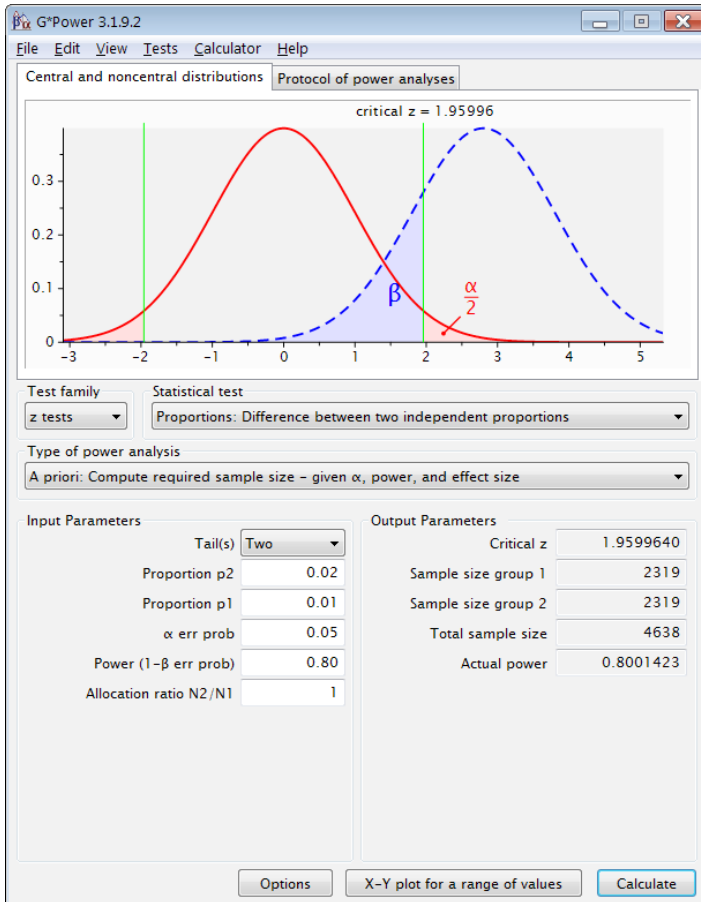 G*Power 3.1.9.2
File Edit View Tests Calculator Help
Central and noncentral distributions Protocol of power analyses
critical z = 1.95996
0.3
0.2
0.1
0
β
α
2
-3 -2 -1 0 1 2 3 4 5
Test family Statistical test
z tests Proportions: Difference between two independent proportions
Type of power analysis
A priori: Compute required sample size – given α, power, and effect size
Input Parameters Output Parameters
Tail(s) Two Critical z 1.9599640
Proportion p2 0.02 Sample size group 1 2319
Proportion p1 0.01 Sample size group 2 2319
α err prob 0.05 Total sample size 4638
Power (1-β err prob) 0.80 Actual power 0.8001423
Allocation ratio N2/N1 1
Options X-Y plot for a range of values Calculate